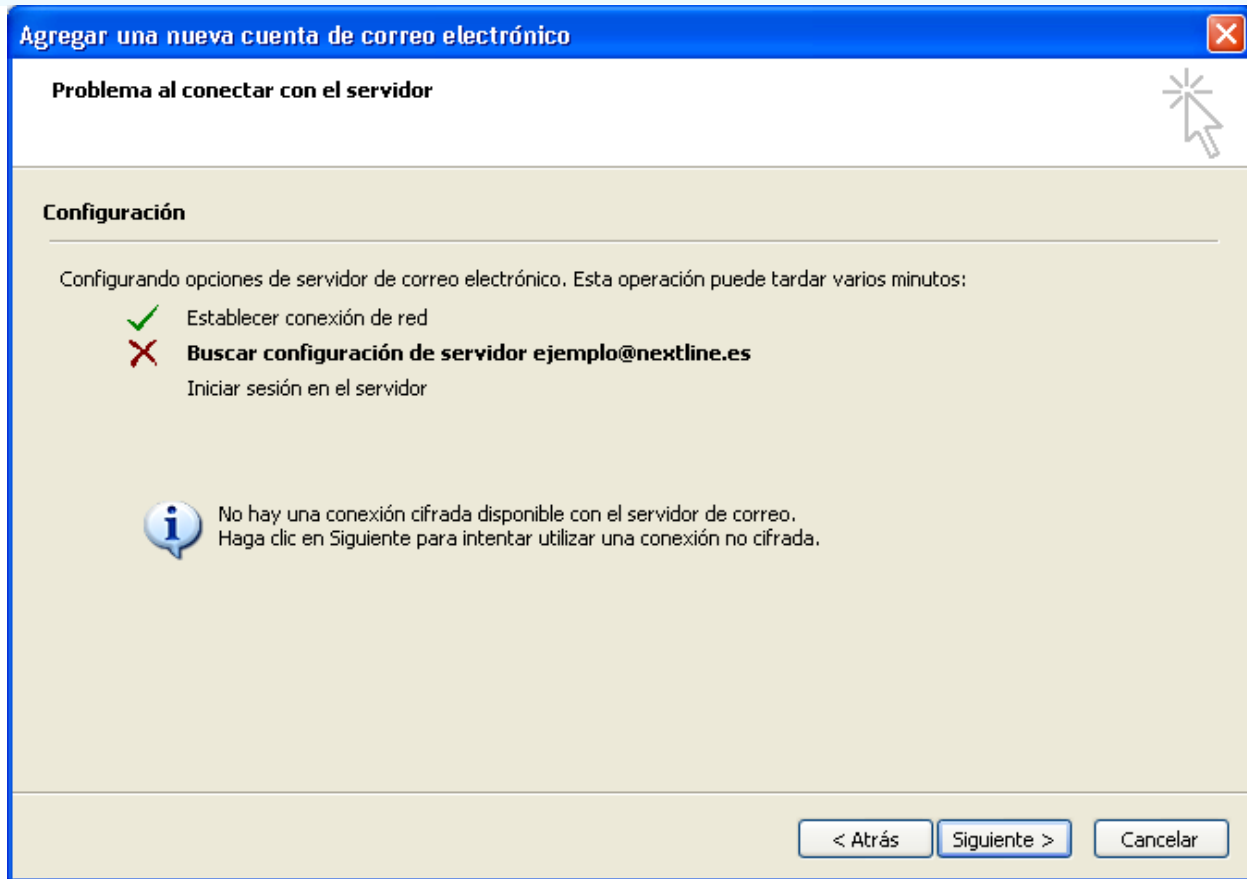 Agregar una nueva cuenta de correo electrónico
Problema al conectar con el servidor
Configuración
Configurando opciones de servidor de correo electrónico. Esta operación puede tardar varios minutos:
Establecer conexión de red
Buscar configuración de servidor ejemplo@nextline.es
Iniciar sesión en el servidor
No hay una conexión cifrada disponible con el servidor de correo.
Haga clic en Siguiente para intentar utilizar una conexión no cifrada.
< Atrás Siguiente > Cancelar